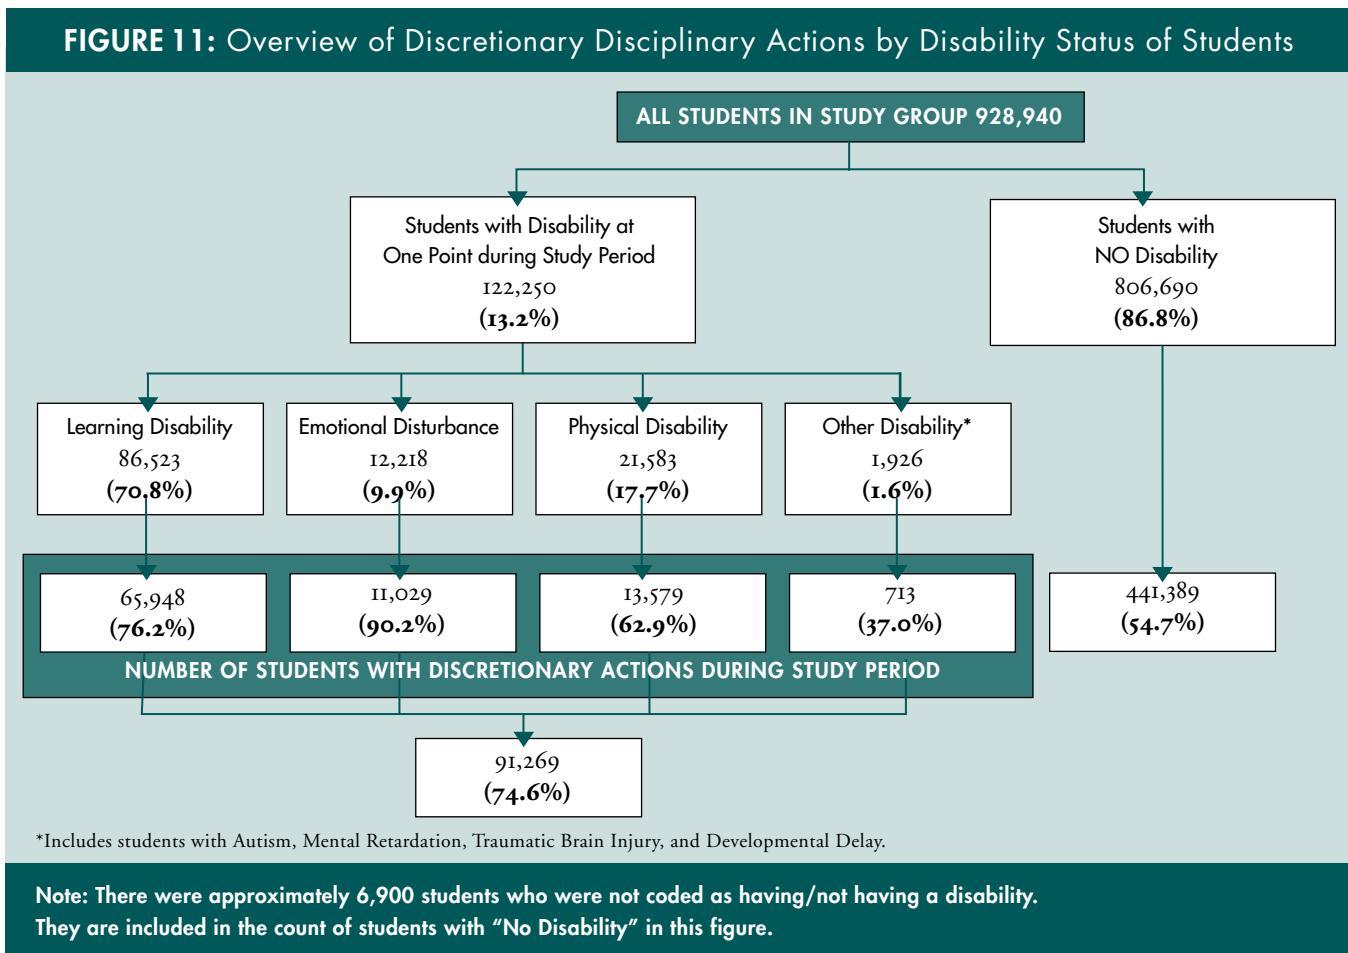 FIGURE 11: Overview of Discretionary Disciplinary Actions by Disability Status of Students
ALL STUDENTS IN STUDY GROUP 928,940
Students with Disability at
One Point during Study Period
122,250
(13.2%)
Students with
NO Disability
806,690
(86.8%)
Learning Disability
86,523
(70.8%)
Emotional Disturbance
12,218
(9.9%)
Physical Disability
21,583
(17.7%)
Other Disability*
1,926
(1.6%)
65,948
(76.2%)
11,029
(90.2%)
13,579
(62.9%)
713
(37.0%)
441,389
(54.7%)
NUMBER OF STUDENTS WITH DISCRETIONARY ACTIONS DURING STUDY PERIOD
91,269
(74.6%)
*Includes students with Autism, Mental Retardation, Traumatic Brain Injury, and Developmental Delay.
Note: There were approximately 6,900 students who were not coded as having/not having a disability.
They are included in the count of students with “No Disability” in this figure.